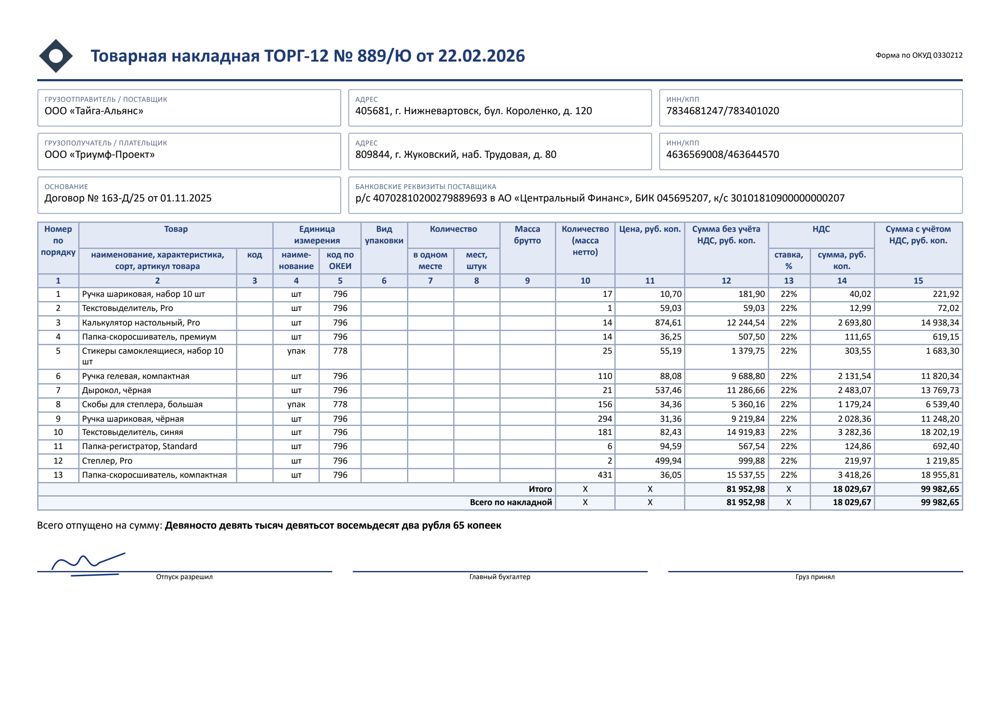 Товарная накладная ТОРГ-12 № 889/Ю от 22.02.2026
Форма по ОКУД 0330212
ГРУЗООТПРАВИТЕЛЬ / ПОСТАВЩИК
ООО «Тайга-Альянс»
АДРЕС
405681, г. Нижневартовск, бул. Короленко, д. 120
ИНН/КПП
7834681247/783401020
ГРУЗОПОЛУЧАТЕЛЬ / ПЛАТЕЛЬЩИК
ООО «Триумф-Проект»
АДРЕС
809844, г. Жуковский, наб. Трудовая, д. 80
ИНН/КПП
4636569008/463644570
ОСНОВАНИЕ
Договор № 163-Д/25 от 01.11.2025
БАНКОВСКИЕ РЕКВИЗИТЫ ПОСТАВЩИКА
р/с 40702810200279889693 в АО «Центральный Финанс», БИК 045695207, к/с 30101810900000000207
Номер по порядку Товар Единица измерения Вид упаковки Количество Масса брутто Количество (масса нетто) Цена, руб. коп. Сумма без учёта НДС, руб. коп. НДС Сумма с учётом НДС, руб. коп.
наименование, характеристика, сорт, артикул товара код наиме-нование код по ОКЕИ в одном месте мест, штук ставка, % сумма, руб. коп.
1 2 3 4 5 6 7 8 9 10 11 12 13 14 15
1 Ручка шариковая, набор 10 шт шт 796 17 10,70 181,90 22% 40,02 221,92
2 Текстовыделитель, Pro шт 796 1 59,03 59,03 22% 12,99 72,02
3 Калькулятор настольный, Pro шт 796 14 874,61 12 244,54 22% 2 693,80 14 938,34
4 Папка-скоросшиватель, премиум шт 796 14 36,25 507,50 22% 111,65 619,15
5 Стикеры самоклеящиеся, набор 10 шт упак 778 25 55,19 1 379,75 22% 303,55 1 683,30
6 Ручка гелевая, компактная шт 796 110 88,08 9 688,80 22% 2 131,54 11 820,34
7 Дырокол, чёрная шт 796 21 537,46 11 286,66 22% 2 483,07 13 769,73
8 Скобы для степлера, большая упак 778 156 34,36 5 360,16 22% 1 179,24 6 539,40
9 Ручка шариковая, чёрная шт 796 294 31,36 9 219,84 22% 2 028,36 11 248,20
10 Текстовыделитель, синяя шт 796 181 82,43 14 919,83 22% 3 282,36 18 202,19
11 Папка-регистратор, Standard шт 796 6 94,59 567,54 22% 124,86 692,40
12 Степлер, Pro шт 796 2 499,94 999,88 22% 219,97 1 219,85
13 Папка-скоросшиватель, компактная шт 796 431 36,05 15 537,55 22% 3 418,26 18 955,81
Итого Х Х 81 952,98 Х 18 029,67 99 982,65
Всего по накладной Х Х 81 952,98 Х 18 029,67 99 982,65
Всего отпущено на сумму: Девяносто девять тысяч девятьсот восемьдесят два рубля 65 копеек
Отпуск разрешил
Главный бухгалтер
Груз принял